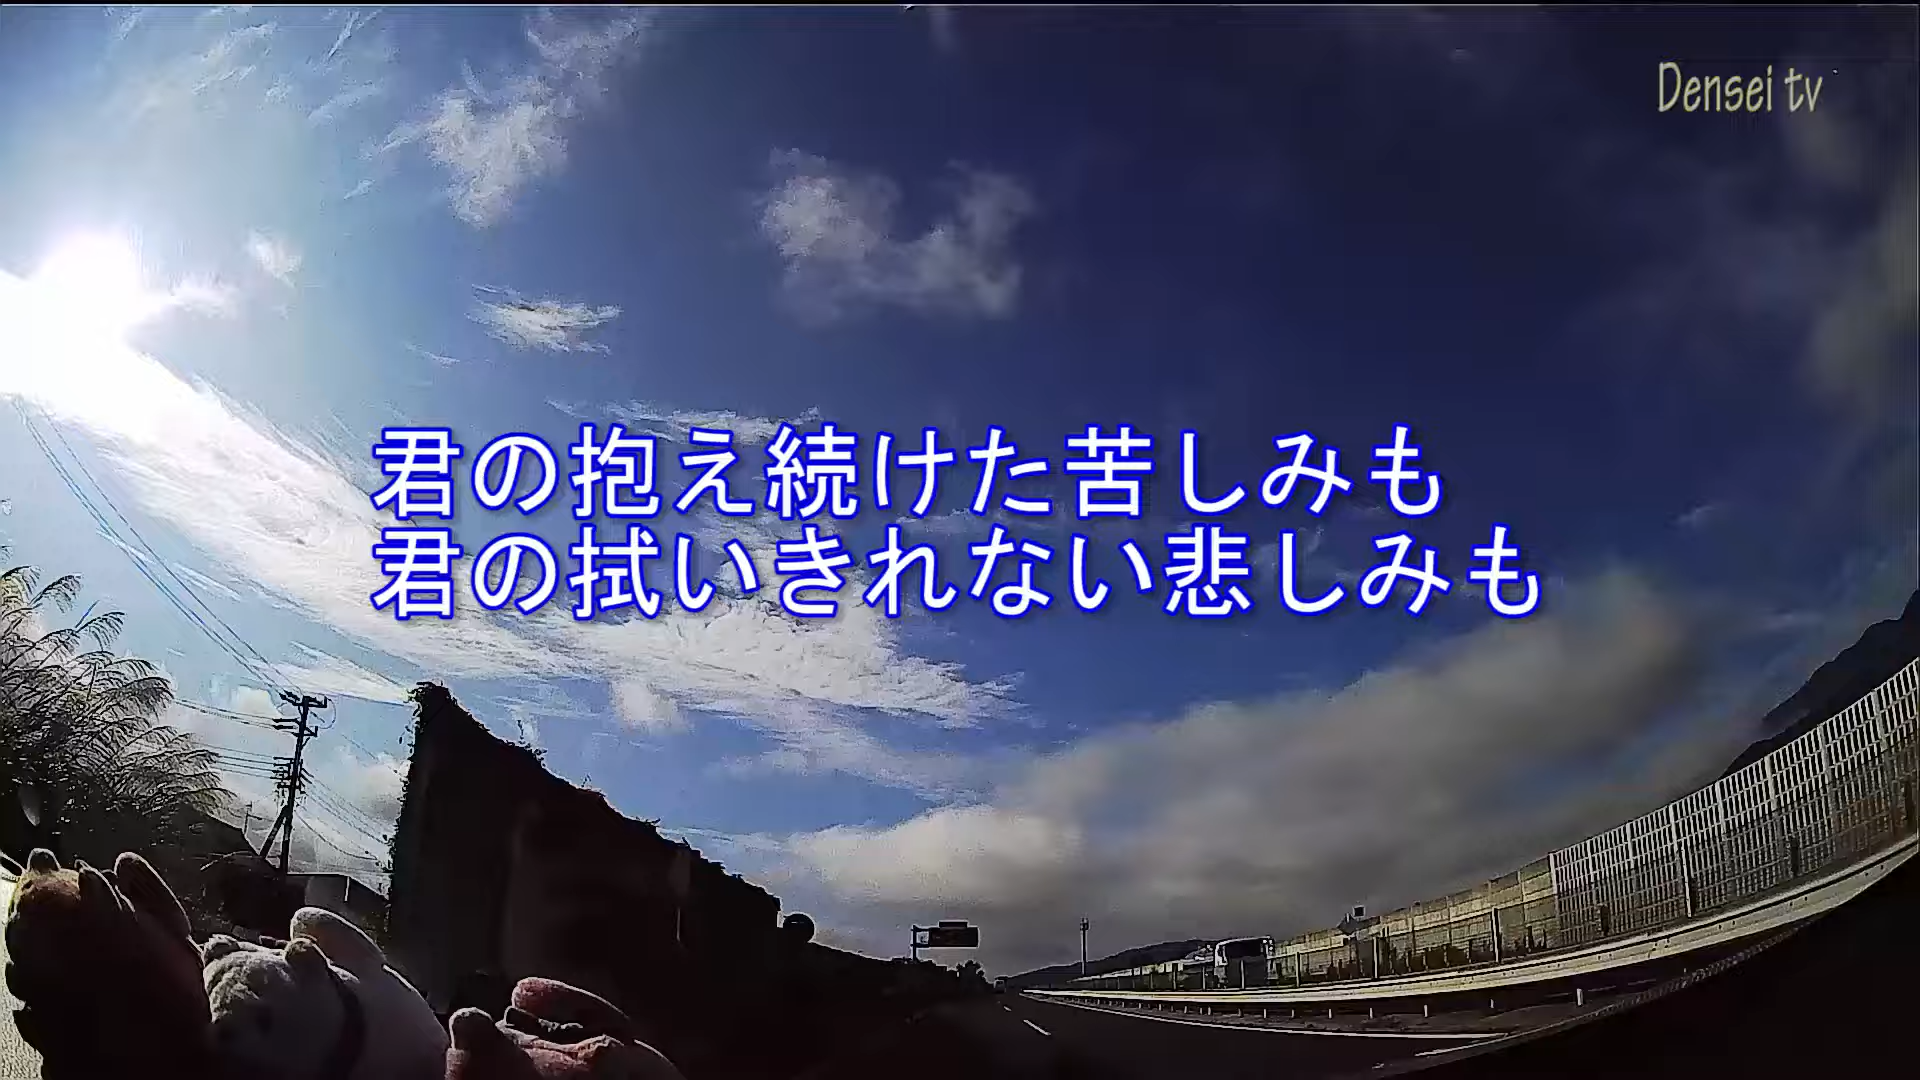 Densei tv
君の抱え続けた苦しみも
君の拭いきれない悲しみも